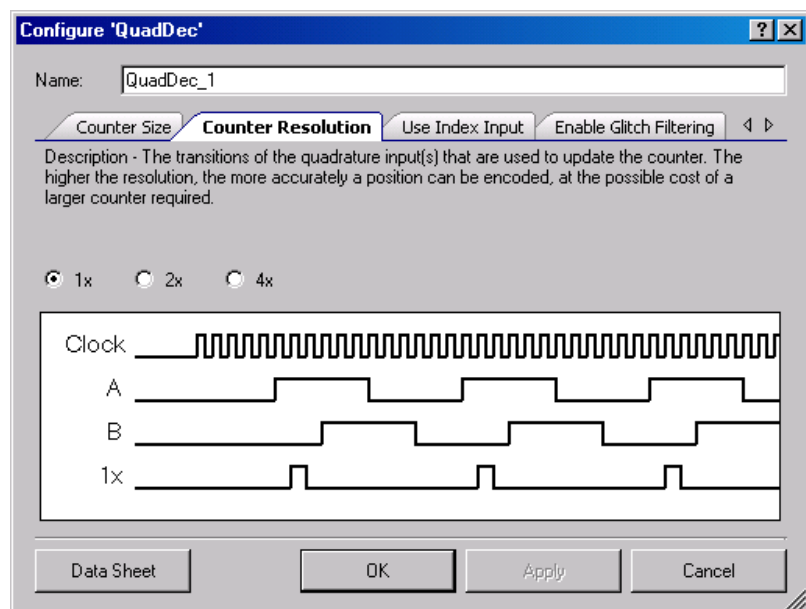 Configure 'QuadDec'
Name: QuadDec_1
Counter Size Counter Resolution Use Index Input Enable Glitch Filtering
Description - The transitions of the quadrature input(s) that are used to update the counter. The
higher the resolution, the more accurately a position can be encoded, at the possible cost of a
larger counter required.
1x 2x 4x
Clock
A
B
1x
Data Sheet OK Apply Cancel